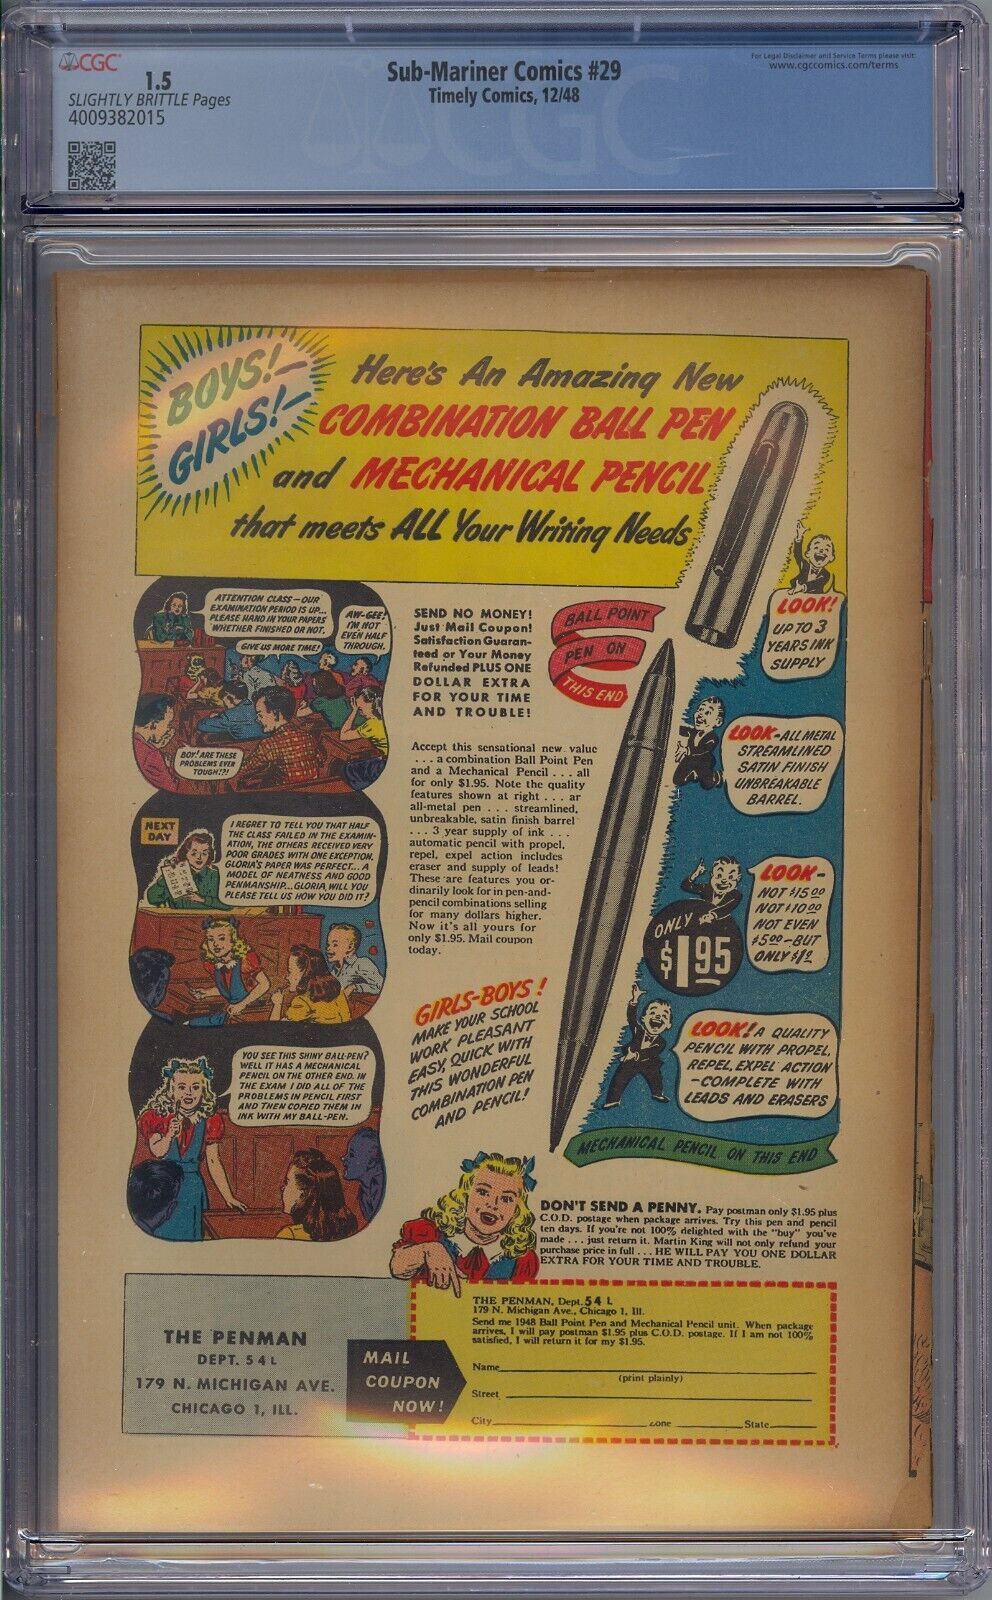 CGC
1.5
SLIGHTLY BRITTLE Pages
4009382015
Sub-Mariner Comics #29
Timely Comics, 12/48
For Legal Disclaimer and Service Terms please visit:
www.cgccomics.com/terms
CGC
BOYS!-
GIRLS!-
Here's An Amazing New
COMBINATION BALL PEN
and MECHANICAL PENCIL
that meets ALL Your Writing Needs
ATTENTION CLASS-OUR
EXAMINATION PERIOD IS UP...
PLEASE HAND IN YOUR PAPERS
WHETHER FINISHED OR NOT.
GIVE US MORE TIME!
AW-GEE!
I'M NOT
EVEN HALF
THROUGH.
BOY! ARE THESE
PROBLEMS EVER
TOUGH!?!
NEXT
DAY
I REGRET TO TELL YOU THAT HALF
THE CLASS FAILED IN THE EXAMIN-
ATION, THE OTHERS RECEIVED VERY
POOR GRADES WITH ONE EXCEPTION.
GLORIA'S PAPER WAS PERFECT... A
MODEL OF NEATNESS AND GOOD
PENMANSHIP... GLORIA, WILL YOU
PLEASE TELL US HOW YOU DID IT?
YOU SEE THIS SHINY BALL-PEN?
WELL IT HAS A MECHANICAL
PENCIL ON THE OTHER END. IN
THE EXAM I DID ALL OF THE
PROBLEMS IN PENCIL FIRST
AND THEN COPIED THEM IN
INK WITH MY BALL-PEN.
SEND NO MONEY!
Just Mail Coupon!
Satisfaction Guaran-
teed or Your Money
Refunded PLUS ONE
DOLLAR EXTRA
FOR YOUR TIME
AND TROUBLE!
Accept this sensational new value
... a combination Ball Point Pen
and a Mechanical Pencil ... all
for only $1.95. Note the quality
features shown at right ... ar
all-metal pen ... streamlined,
unbreakable, satin finish barrel
... 3 year supply of ink ...
automatic pencil with propel,
repel, expel action includes
eraser and supply of leads!
These are features you or-
dinarily look for in pen-and-
pencil combinations selling
for many dollars higher.
Now it's all yours for
only $1.95. Mail coupon
today.
GIRLS-BOYS!
MAKE YOUR SCHOOL
WORK PLEASANT
EASY, QUICK WITH
THIS WONDERFUL
COMBINATION PEN
AND PENCIL!
BALL POINT
PEN ON
THIS END
LOOK!
UP TO 3
YEARS INK
SUPPLY
LOOK-ALL METAL
STREAMLINED
SATIN FINISH
UNBREAKABLE
BARREL.
LOOK-
NOT $15.00
NOT $10.00
NOT EVEN
$5.00-BUT
ONLY
ONLY
$1.95
LOOK! A QUALITY
PENCIL WITH PROPEL,
REPEL, EXPEL ACTION
-COMPLETE WITH
LEADS AND ERASERS
MECHANICAL PENCIL ON THIS END
DON'T SEND A PENNY. Pay postman only $1.95 plus
C.O.D. postage when package arrives. Try this pen and pencil
ten days. If you're not 100% delighted with the "buy" you've
made ... just return it. Martin King will not only refund your
purchase price in full ... HE WILL PAY YOU ONE DOLLAR
EXTRA FOR YOUR TIME AND TROUBLE.
THE PENMAN
DEPT. 54 L
179 N. MICHIGAN AVE.
CHICAGO 1, ILL.
MAIL
COUPON
NOW!
THE PENMAN, Dept. 54 L
179 N. Michigan Ave., Chicago 1, Ill.
Send me 1948 Ball Point Pen and Mechanical Pencil unit. When package
arrives, I will pay postman $1.95 plus C.O.D. postage. If I am not 100%
satisfied, I will return it for my $1.95.
Name
(print plainly)
Street
City Zone State